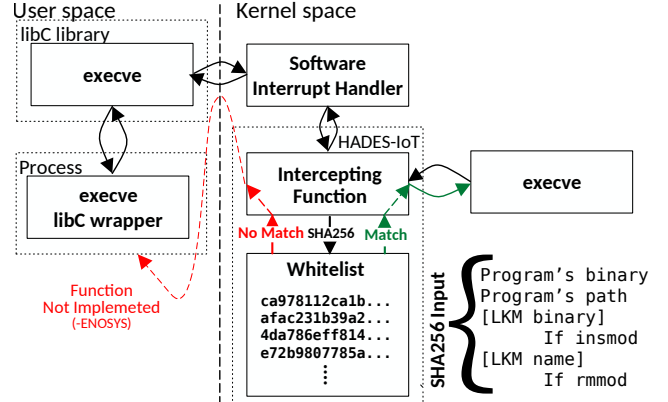 User space
Kernel space
libC library
execve
Software
Interrupt Handler
HADES-IoT
Process
execve
libC wrapper
Intercepting
Function
execve
No Match
SHA256
Match
Function
Not Implemeted
(-ENOSYS)
Whitelist
ca978112ca1b...
afac231b39a2...
4da786eff814...
e72b9807785a...
SHA256 Input
Program's binary
Program's path
[LKM binary]
If insmod
[LKM name]
If rmmod